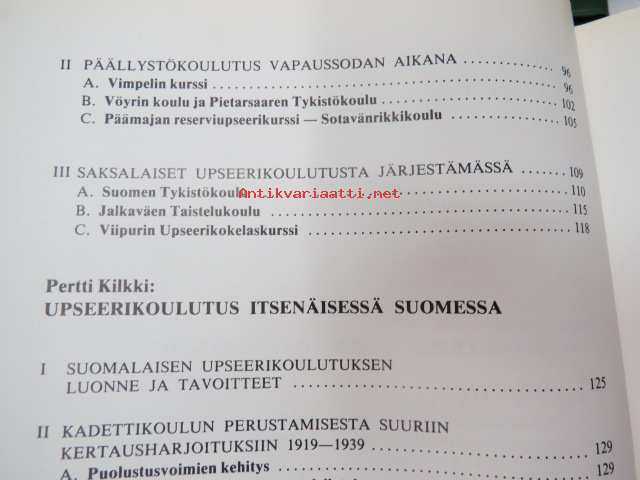 II PÄÄLLYSTÖKOULUTUS VAPAUSSODAN AIKANA .................. 96
A. Vimpelin kurssi ........................ 96
B. Vöyrin koulu ja Pietarsaaren Tykistökoulu ........................ 102
C. Päämajan reserviupseerikurssi — Sotavänrikkikoulu .................. 105
III SAKSALAISET UPSEERIKOULUTUSTA JÄRJESTÄMÄSSÄ ........ 109
A. Suomen Tykistökoulu ........................ 110
Antikvariaatti.net
B. Jalkaväen Taistelukoulu ........................ 115
C. Viipurin Upseerikokelaskurssi ........................ 118
Pertti Kilkki:
UPSEERIKOULUTUS ITSENÄISESSÄ SUOMESSA
I SUOMALAISEN UPSEERIKOULUTUKSEN
LUONNE JA TAVOITTEET ........................ 125
II KADETTIKOULUN PERUSTAMISESTA SUURIIN
KERTAUSHARJOITUKSIIN 1919—1939 ........................ 129
A. Puolustusvoimien kehitys ........................ 129